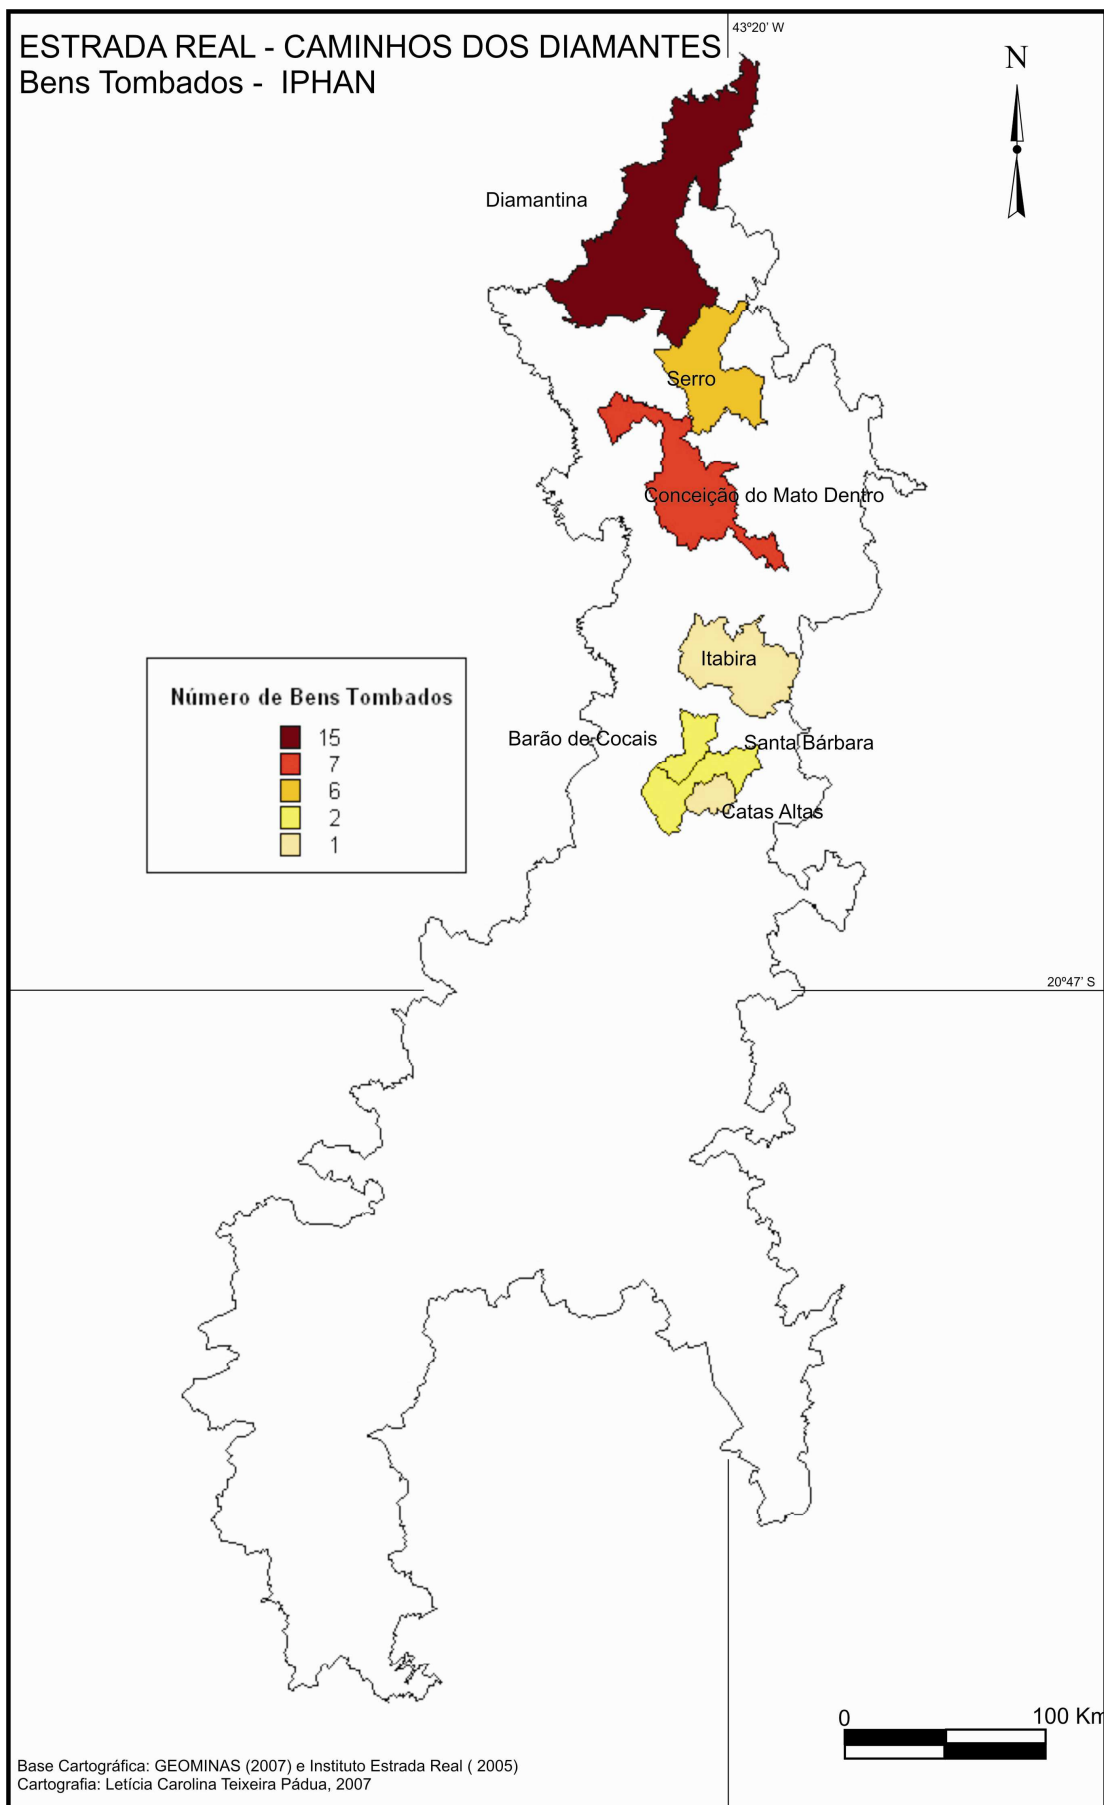 43º20' W
ESTRADA REAL - CAMINHOS DOS DIAMANTES
Bens Tombados - IPHAN
N
Diamantina
Serro
Conceição do Mato Dentro
Itabira
Número de Bens Tombados
15
7
6
2
1
Barão de Cocais
Santa Bárbara
Catas Altas
20º47' S
0
100 Km
Base Cartográfica: GEOMINAS (2007) e Instituto Estrada Real ( 2005)
Cartografia: Letícia Carolina Teixeira Pádua, 2007